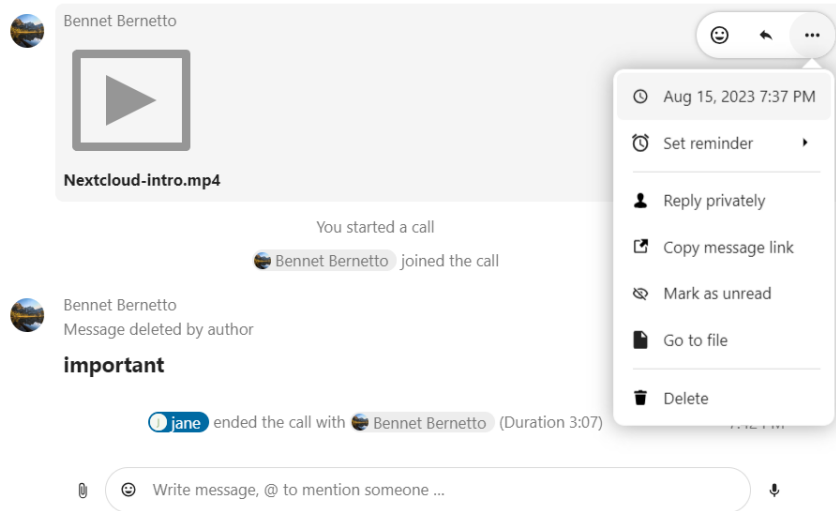 Bennet Bernetto
Nextcloud-intro.mp4
Aug 15, 2023 7:37 PM
Set reminder
Reply privately
Copy message link
Mark as unread
Go to file
Delete
You started a call
Bennet Bernetto joined the call
Bennet Bernetto
Message deleted by author
important
J jane ended the call with Bennet Bernetto (Duration 3:07)
Write message, @ to mention someone ...